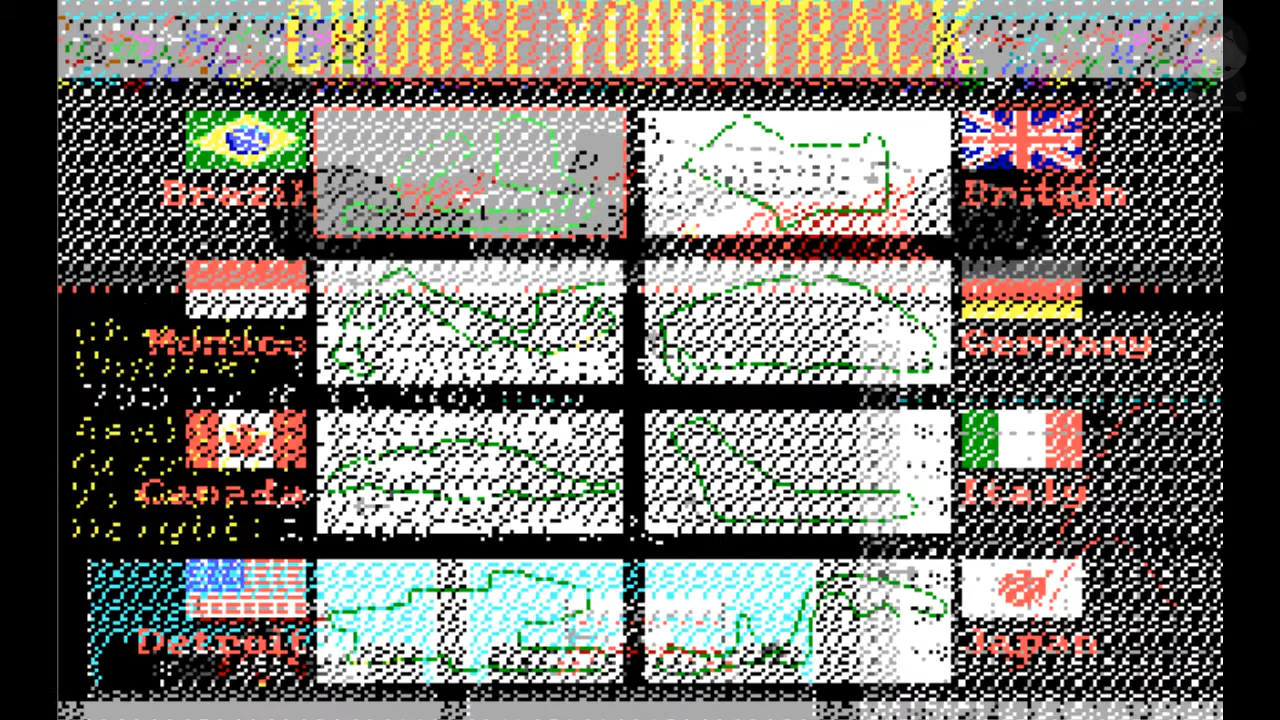 CHOOSE YOUR TRACK
Brazil
Britain
Monaco
Germany
Canada
Italy
Detroit
Japan